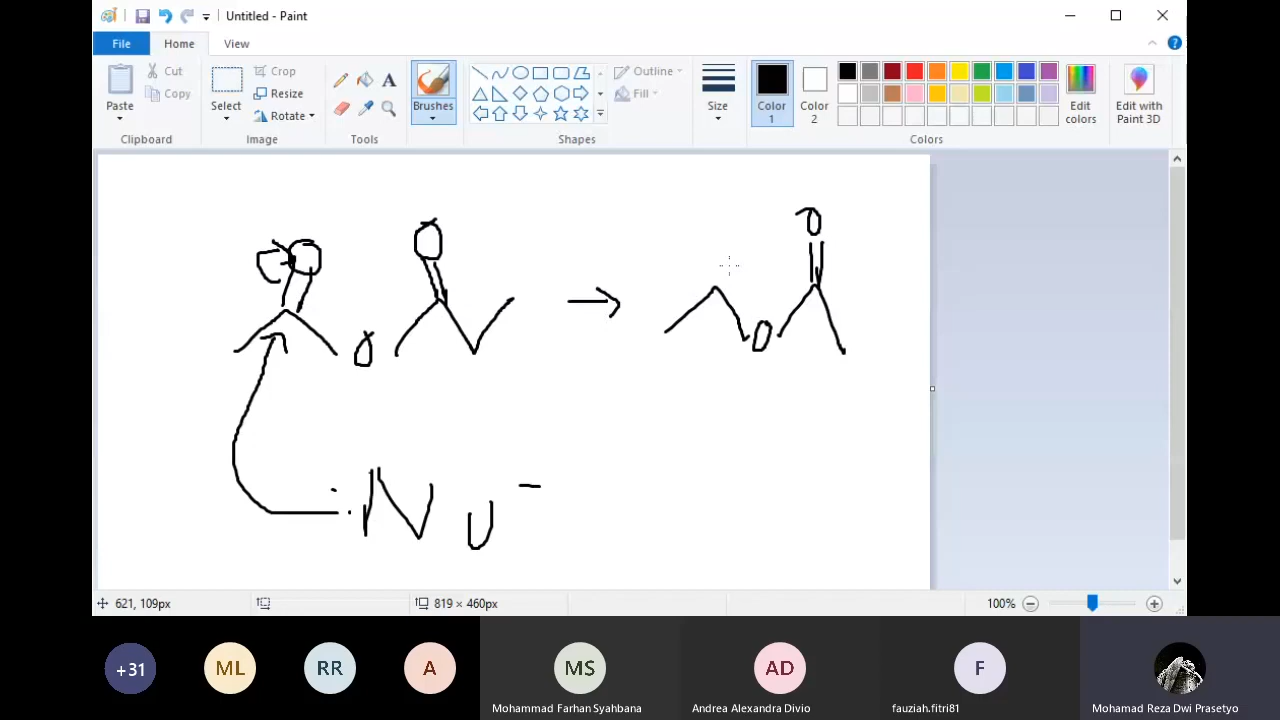 Untitled - Paint
File Home View
Paste
Cut
Copy
Clipboard
Select
Crop
Resize
Rotate
Image
A
Tools
Brushes
Shapes
Outline
Fill
Size
Color 1
Color 2
Edit colors
Edit with Paint 3D
Colors
O O O
O O
:NU -
621, 109px
819 × 460px
100%
+31 ML RR A MS AD F
Mohammad Farhan Syahbana Andrea Alexandra Divio fauziah.fitri81 Mohamad Reza Dwi Prasetyo